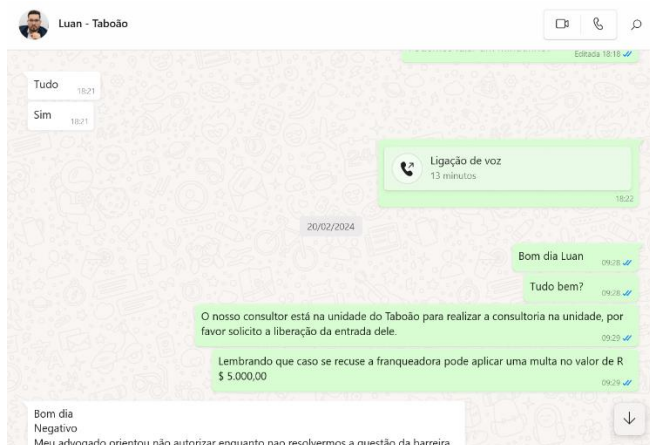 Luan - Taboão
Editada 18:18
Tudo
18:21
Sim
18:21
Ligação de voz
13 minutos
18:22
20/02/2024
Bom dia Luan
09:28
Tudo bem?
09:28
O nosso consultor está na unidade do Taboão para realizar a consultoria na unidade, por
favor solicito a liberação da entrada dele.
09:29
Lembrando que caso se recuse a franqueadora pode aplicar uma multa no valor de R
$ 5.000,00
09:29
Bom dia
Negativo
Meu advogado orientou não autorizar enquanto nao resolvermos a questão da barreira